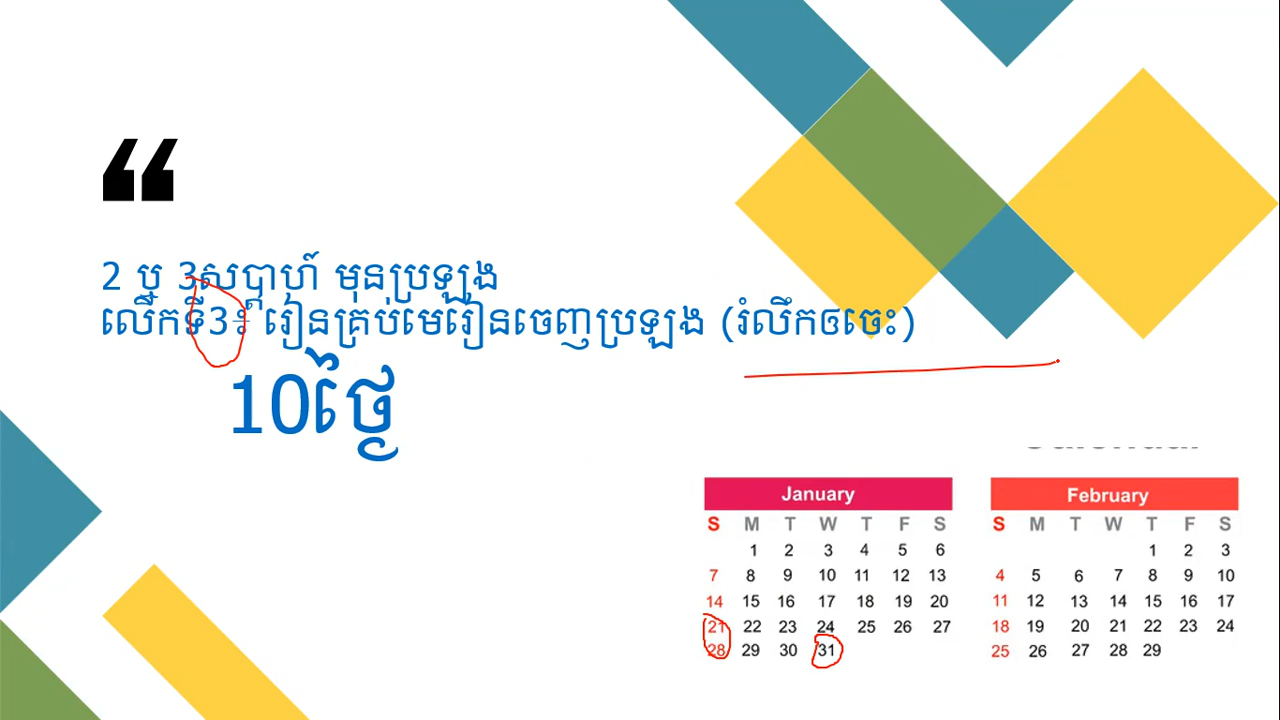 “
2 ឬ 3សប្តាហ៍ មុនប្រឡង
លើកទី3៖ រៀនគ្រប់មេរៀនចេញប្រឡង (រំលឹកឲចេះ)
10ថ្ងៃ
January
S M T W T F S
1 2 3 4 5 6
7 8 9 10 11 12 13
14 15 16 17 18 19 20
21 22 23 24 25 26 27
28 29 30 31
February
S M T W T F S
1 2 3
4 5 6 7 8 9 10
11 12 13 14 15 16 17
18 19 20 21 22 23 24
25 26 27 28 29